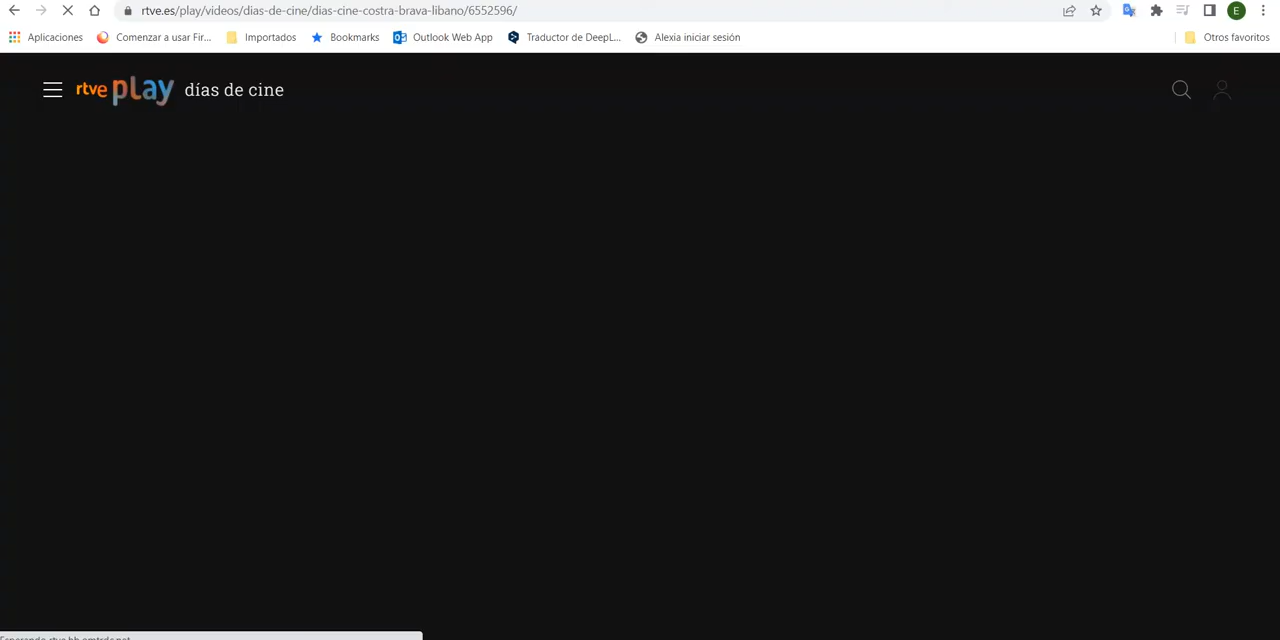 rtve.es/play/videos/dias-de-cine/dias-cine-costra-brava-libano/6552596/
E
Aplicaciones Comenzar a usar Fir... Importados Bookmarks Outlook Web App Traductor de DeepL... Alexia iniciar sesión Otros favoritos
rtve play días de cine